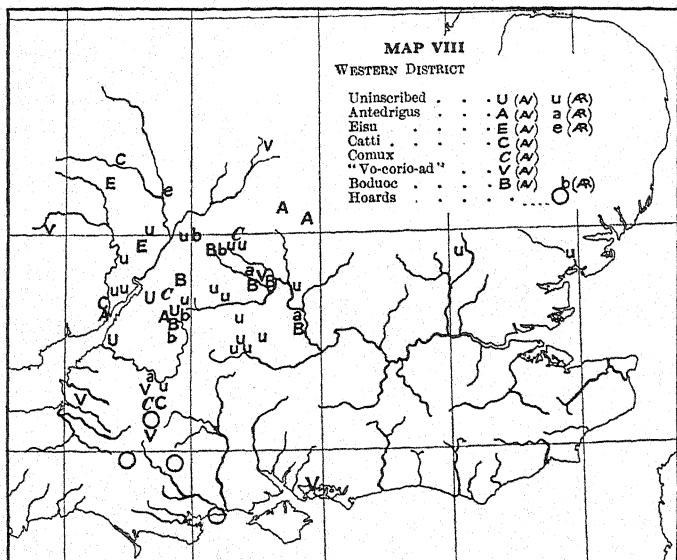 MAP VIII
WESTERN DISTRICT
Uninscribed . . . U (AV) u (AR)
Antedrigus . . . A (AV) a (AR)
Eisu . . . E (AV) e (AR)
Catti . . . C (AV)
Comux . . . C (AV)
"Vo-corio-ad" . . V (AV)
Boduoc . . . B (AV) b (AR)
Hoards . . . .
V
C
E
e
A A
V
u
E
u b
C
B b u u
u
u
u
a V
B B
u
u u
U C B
u
u u
C
A
A U b
B
b
a
B
u
u
u
u
u u
a
V u
V
C C
V
V